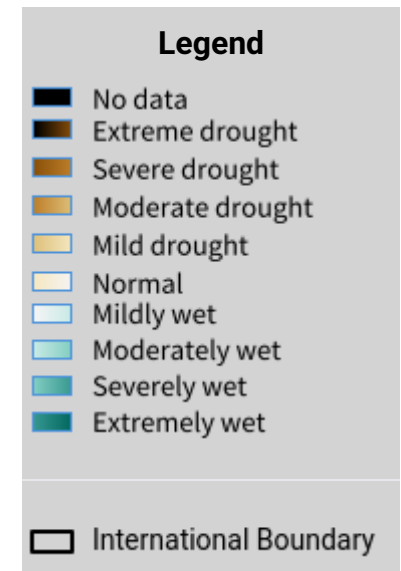 Legend
No data
Extreme drought
Severe drought
Moderate drought
Mild drought
Normal
Mildly wet
Moderately wet
Severely wet
Extremely wet
International Boundary